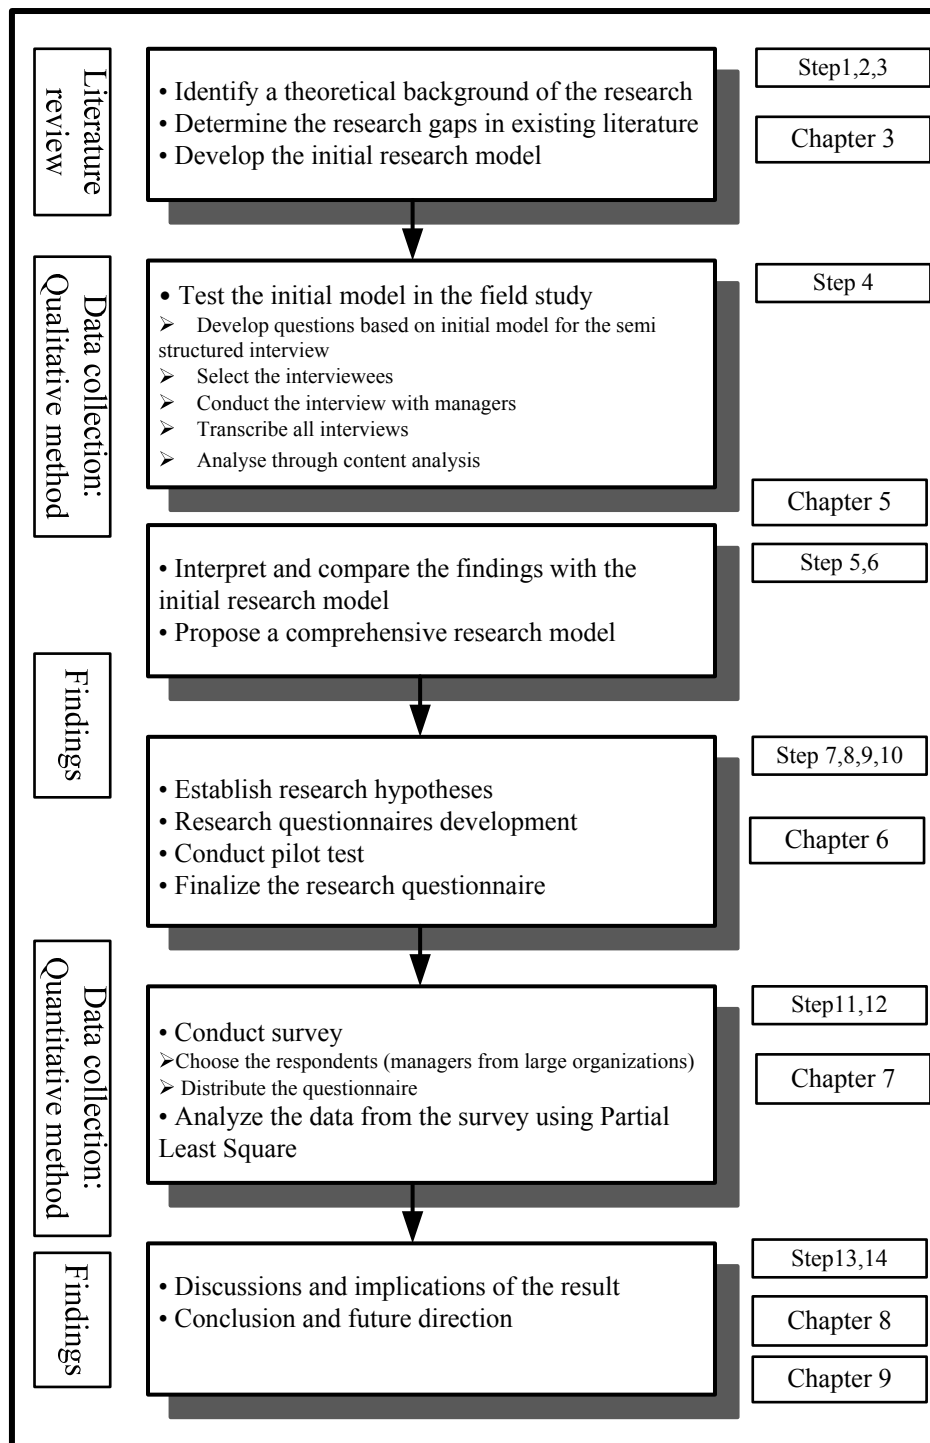 Literature
review
• Identify a theoretical background of the research
• Determine the research gaps in existing literature
• Develop the initial research model
Step1,2,3
Chapter 3
Data collection:
Qualitative method
• Test the initial model in the field study
➢ Develop questions based on initial model for the semi
structured interview
➢ Select the interviewees
➢ Conduct the interview with managers
➢ Transcribe all interviews
➢ Analyse through content analysis
Step 4
Chapter 5
• Interpret and compare the findings with the
initial research model
• Propose a comprehensive research model
Step 5,6
Findings
• Establish research hypotheses
• Research questionnaires development
• Conduct pilot test
• Finalize the research questionnaire
Step 7,8,9,10
Chapter 6
Data collection:
Quantitative method
• Conduct survey
➢Choose the respondents (managers from large organizations)
➢ Distribute the questionnaire
• Analyze the data from the survey using Partial
Least Square
Step11,12
Chapter 7
Findings
• Discussions and implications of the result
• Conclusion and future direction
Step13,14
Chapter 8
Chapter 9